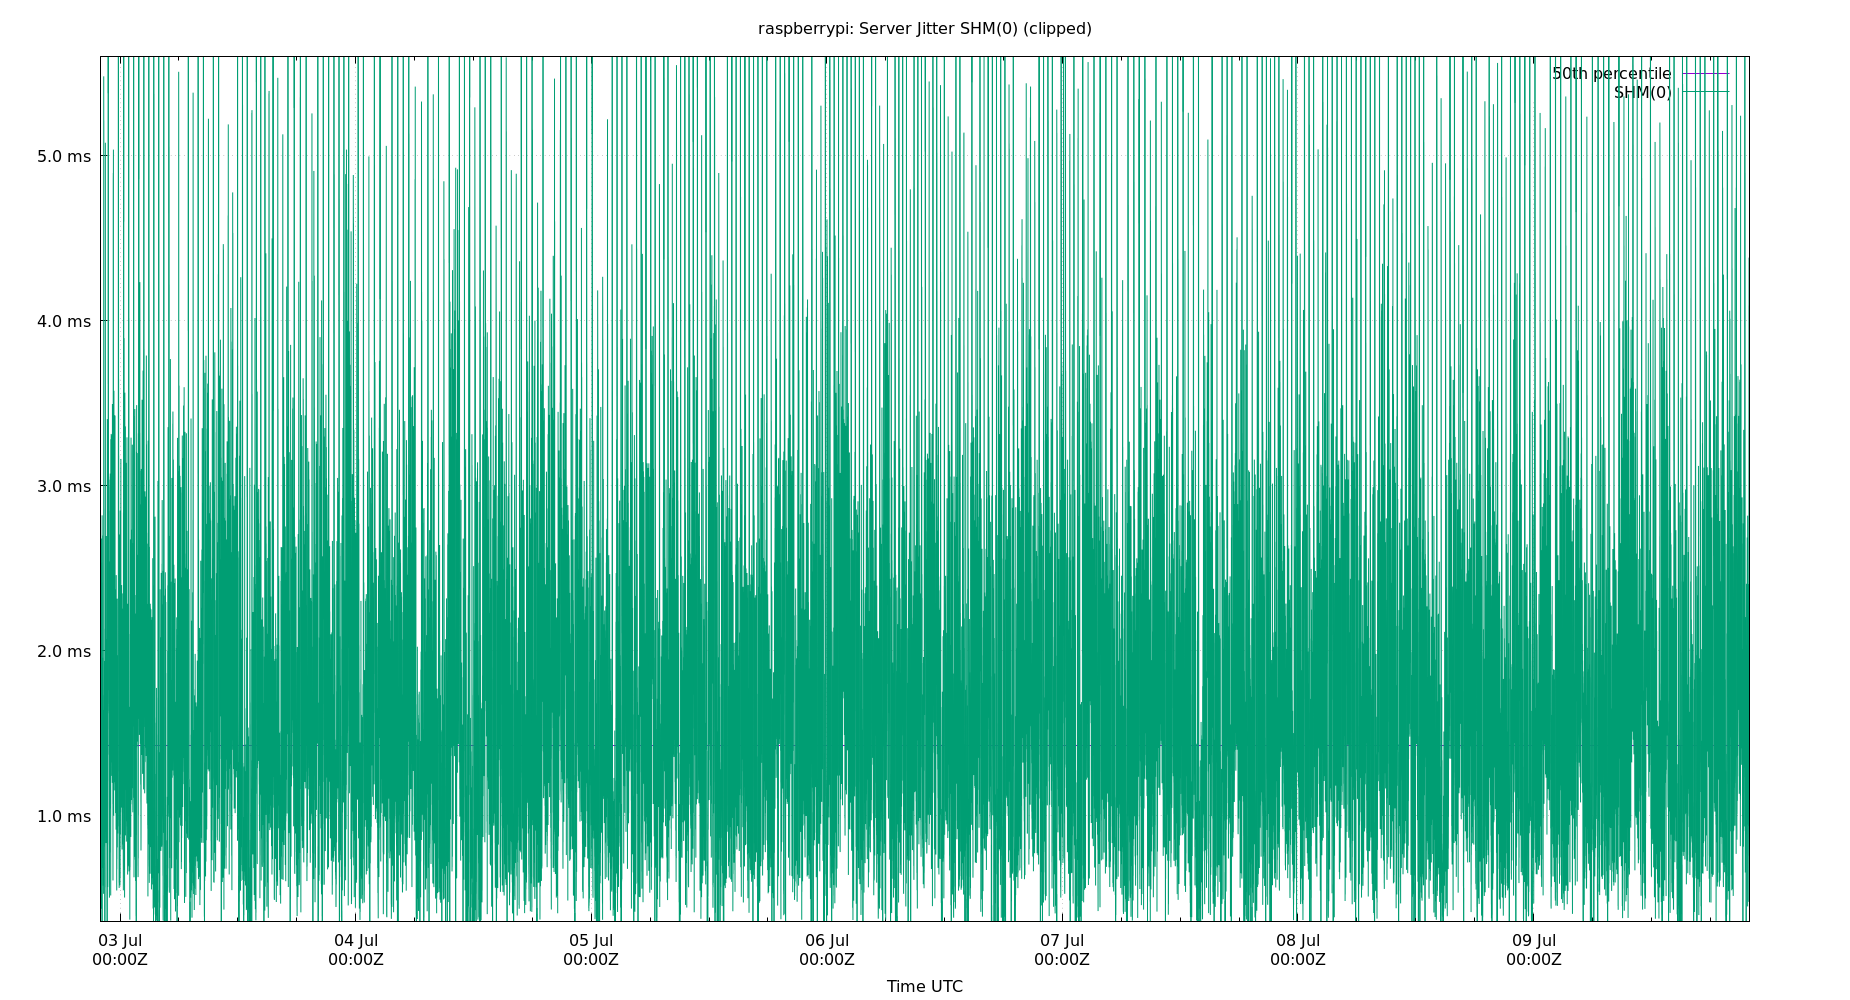 raspberrypi: Server Jitter SHM(0) (clipped)
50th percentile
SHM(0)
5.0 ms
4.0 ms
3.0 ms
2.0 ms
1.0 ms
03 Jul 04 Jul 05 Jul 06 Jul 07 Jul 08 Jul 09 Jul
00:00Z 00:00Z 00:00Z 00:00Z 00:00Z 00:00Z 00:00Z
Time UTC